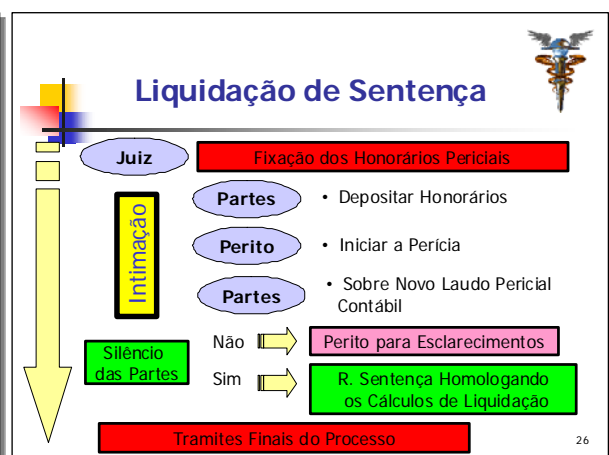 Liquidação de Sentença
Juiz
Fixação dos Honorários Periciais
Intimação
Partes
• Depositar Honorários
Perito
• Iniciar a Perícia
Partes
• Sobre Novo Laudo Pericial
Contábil
Silêncio
das Partes
Não
Perito para Esclarecimentos
Sim
R. Sentença Homologando
os Cálculos de Liquidação
Tramites Finais do Processo
26